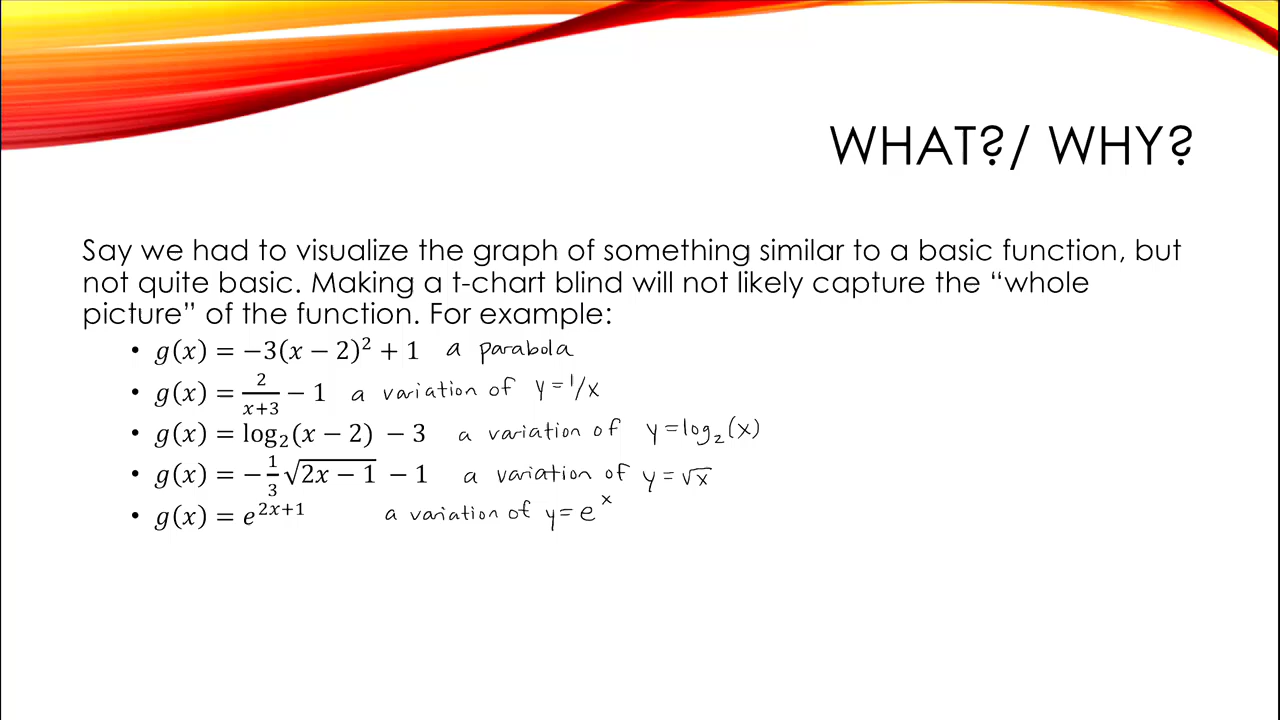 WHAT?/ WHY?
Say we had to visualize the graph of something similar to a basic function, but
not quite basic. Making a t-chart blind will not likely capture the “whole
picture” of the function. For example:
• g(x) = −3(x − 2)² + 1 a parabola
• g(x) = 2/(x+3) − 1 a variation of y = 1/x
• g(x) = log₂(x − 2) − 3 a variation of y = log₂(x)
• g(x) = −1/3 √(2x − 1) − 1 a variation of y = √x
• g(x) = e^(2x+1) a variation of y = e^x